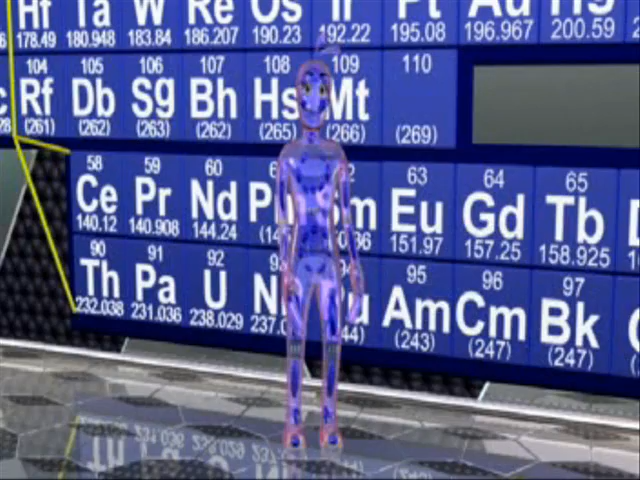 Hf Ta W Re Os Ir Pt Au Hg
178.49 180.948 183.84 186.207 190.23 192.22 195.08 196.967 200.59
104 105 106 107 108 109 110
Rf Db Sg Bh Hs Mt
(261) (262) (263) (262) (265) (266) (269)
58 59 60 63 64 65
Ce Pr Nd Eu Gd Tb
140.12 140.908 144.24 151.97 157.25 158.925
90 91 92 95 96 97
Th Pa U Am Cm Bk
232.038 231.036 238.029 (243) (247) (247)